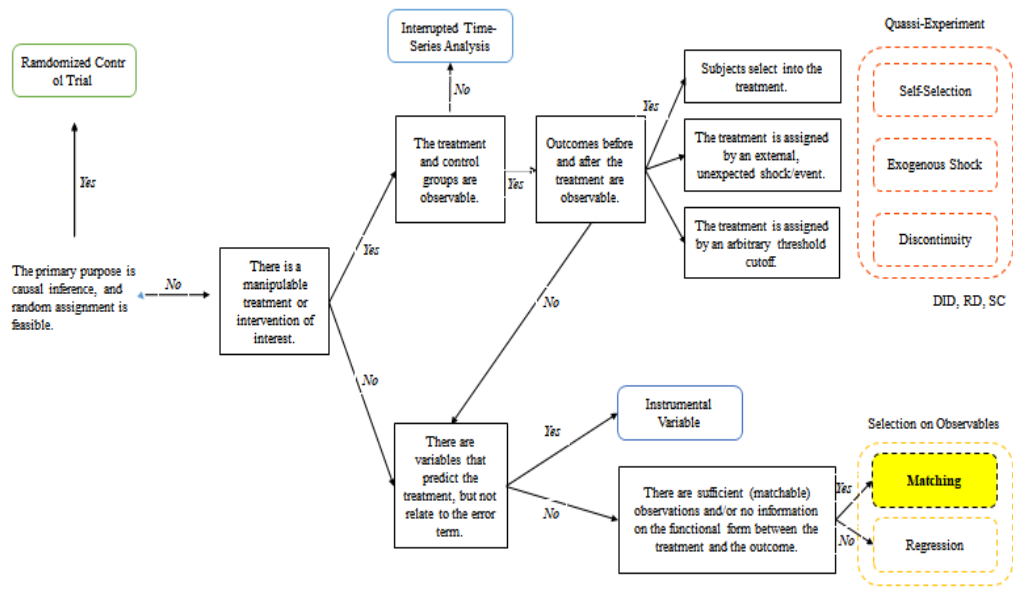 Ramdomized Contr
ol Trial
Yes
The primary purpose is
causal inference, and
random assignment is
feasible.
No
There is a
manipulable
treatment or
intervention of
interest.
Yes
No
Interrupted Time-
Series Analysis
No
The treatment
and control
groups are
observable.
Yes
Outcomes before
and after the
treatment are
observable.
Yes
No
Subjects select into the
treatment.
The treatment is assigned
by an external,
unexpected shock/event.
The treatment is assigned
by an arbitrary threshold
cutoff.
Quassi-Experiment
Self-Selection
Exogenous Shock
Discontinuity
DID, RD, SC
There are
variables that
predict the
treatment, but not
relate to the error
term.
Yes
No
Instrumental
Variable
There are sufficient (matchable)
observations and/or no information
on the functional form between the
treatment and the outcome.
Yes
No
Selection on Observables
Matching
Regression